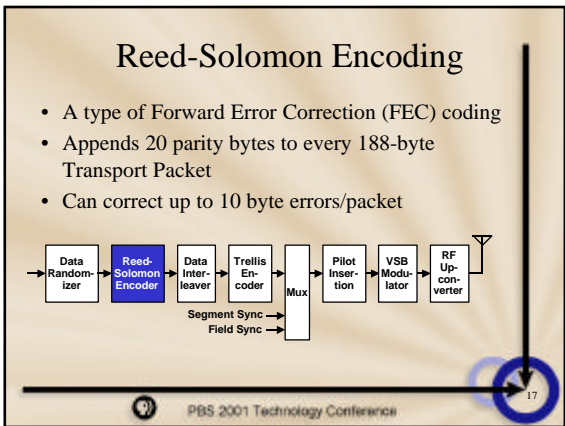 Reed-Solomon Encoding
• A type of Forward Error Correction (FEC) coding
• Appends 20 parity bytes to every 188-byte
Transport Packet
• Can correct up to 10 byte errors/packet
Data
Random-
izer
Reed-
Solomon
Encoder
Data
Inter-
leaver
Trellis
En-
coder
Mux
Pilot
Inser-
tion
VSB
Modu-
lator
RF
Up-
con-
verter
Segment Sync
Field Sync
17
PBS 2001 Technology Conference